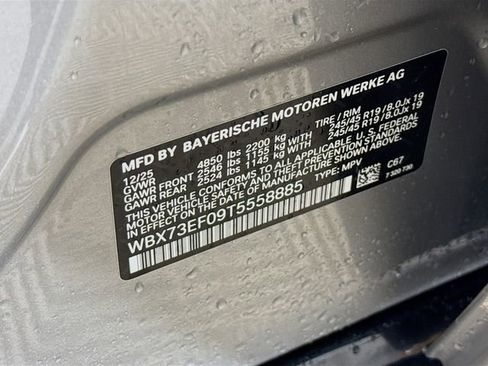 MFD BY BAYERISCHE MOTOREN WERKE AG
12/25 TIRE / RIM
GVWR 4850 lbs 2200 kg
GAWR FRONT 2546 lbs 1155 kg WITH 245/45 R19 / 8.0Jx 19
GAWR REAR 2524 lbs 1145 kg WITH 245/45 R19 / 8.0Jx 19
THIS VEHICLE CONFORMS TO ALL APPLICABLE U.S. FEDERAL
MOTOR VEHICLE SAFETY AND THEFT PREVENTION STANDARDS
IN EFFECT ON THE DATE OF MANUFACTURE SHOWN ABOVE.
WBX73EF09T5558885 TYPE: MPV
C67
7 320 730